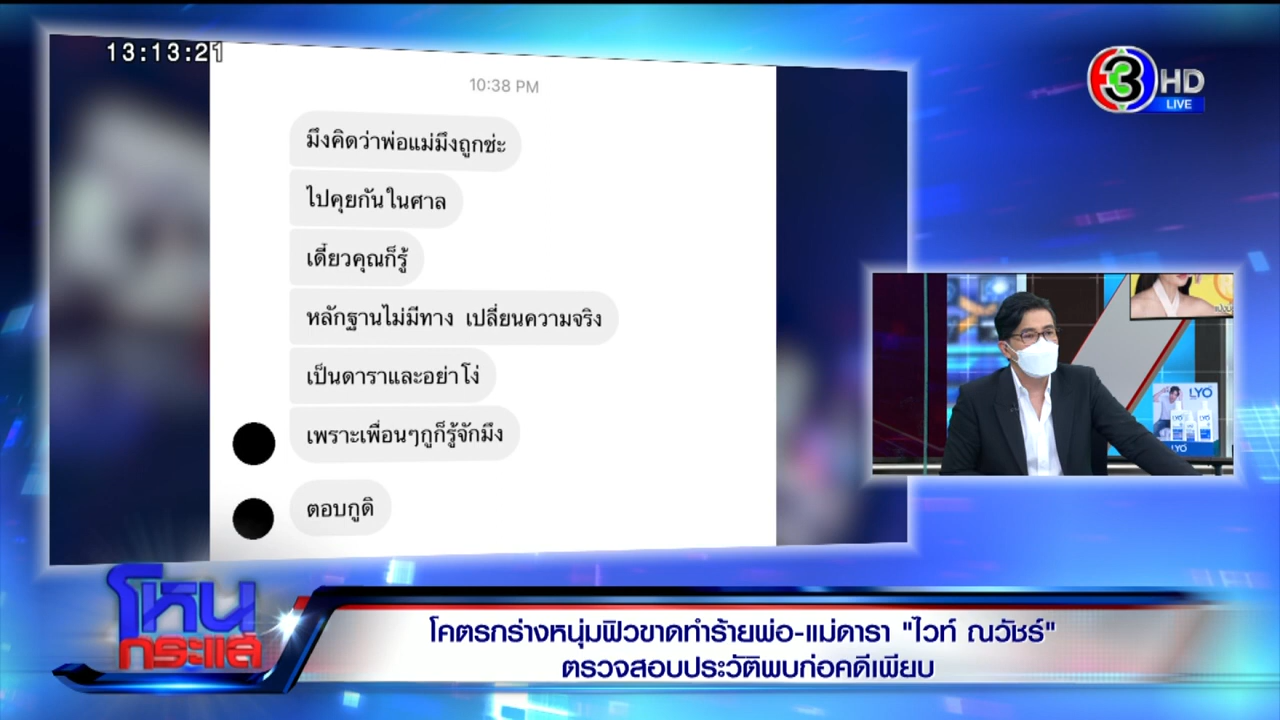 13:13:21
10:38 PM
มึงคิดว่าพ่อแม่มึงถูกช่ะ
ไปคุยกันในศาล
เดี๋ยวคุณก็รู้
หลักฐานไม่มีทาง เปลี่ยนความจริง
เป็นดาราและอย่าโง่
เพราะเพื่อนๆกูก็รู้จักมึง
ตอบกูดิ
3 HD
LIVE
LYO
LYO
โหนกระแส
โคตรกร่างหนุ่มฟิวขาดทำร้ายพ่อ-แม่ดารา "ไวท์ ณวัชร์"
ตรวจสอบประวัติพบก่อคดีเพียบ